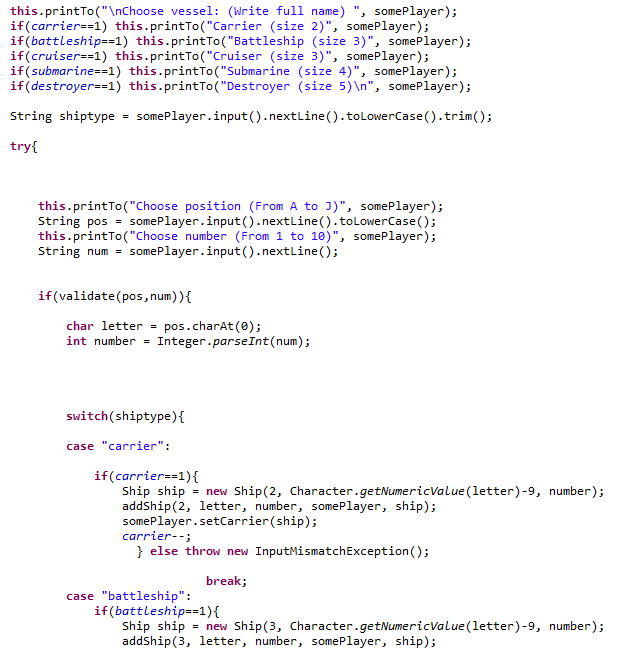 this.printTo("\nChoose vessel: (Write full name) ", somePlayer);
if(carrier==1) this.printTo("Carrier (size 2)", somePlayer);
if(battleship==1) this.printTo("Battleship (size 3)", somePlayer);
if(cruiser==1) this.printTo("Cruiser (size 3)", somePlayer);
if(submarine==1) this.printTo("Submarine (size 4)", somePlayer);
if(destroyer==1) this.printTo("Destroyer (size 5)\n", somePlayer);
String shiptype = somePlayer.input().nextLine().toLowerCase().trim();
try{
this.printTo("Choose position (From A to J)", somePlayer);
String pos = somePlayer.input().nextLine().toLowerCase();
this.printTo("Choose number (From 1 to 10)", somePlayer);
String num = somePlayer.input().nextLine();
if(validate(pos,num)){
char letter = pos.charAt(0);
int number = Integer.parseInt(num);
switch(shiptype){
case "carrier":
if(carrier==1){
Ship ship = new Ship(2, Character.getNumericValue(letter)-9, number);
addShip(2, letter, number, somePlayer, ship);
somePlayer.setCarrier(ship);
carrier--;
} else throw new InputMismatchException();
break;
case "battleship":
if(battleship==1){
Ship ship = new Ship(3, Character.getNumericValue(letter)-9, number);
addShip(3, letter, number, somePlayer, ship);